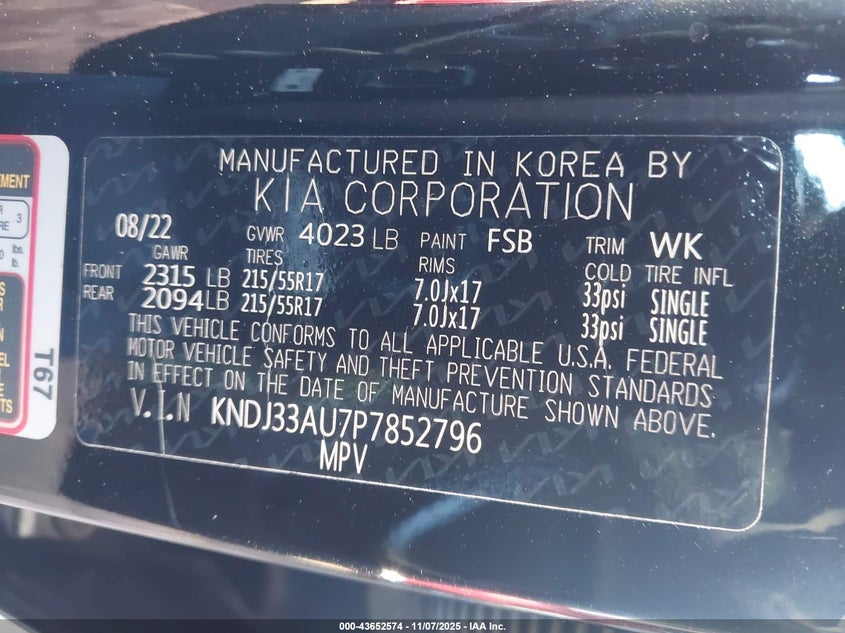 MANUFACTURED IN KOREA BY
KIA CORPORATION
08/22 GVWR 4023 LB PAINT FSB TRIM WK
GAWR TIRES RIMS COLD TIRE INFL
FRONT 2315 LB 215/55R17 7.0Jx17 33psi SINGLE
REAR 2094 LB 215/55R17 7.0Jx17 33psi SINGLE
THIS VEHICLE CONFORMS TO ALL APPLICABLE U.S.A. FEDERAL
MOTOR VEHICLE SAFETY AND THEFT PREVENTION STANDARDS
IN EFFECT ON THE DATE OF MANUFACTURE SHOWN ABOVE.
V.I.N KNDJ33AU7P7852796
MPV
T67
000-43652574 - 11/07/2025 - IAA Inc.